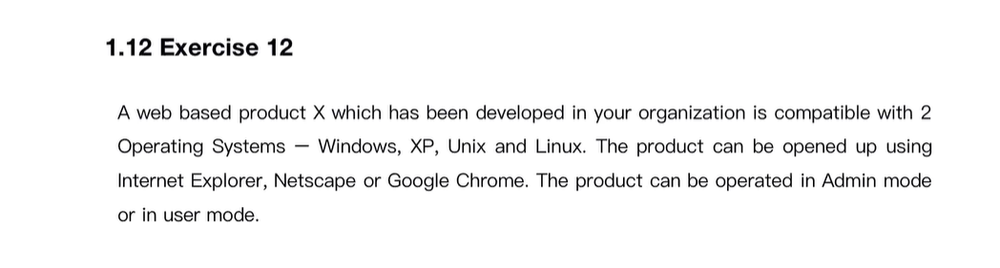 1.12 Exercise 12
A web based product X which has been developed in your organization is compatible with 2
Operating Systems — Windows, XP, Unix and Linux. The product can be opened up using
Internet Explorer, Netscape or Google Chrome. The product can be operated in Admin mode
or in user mode.